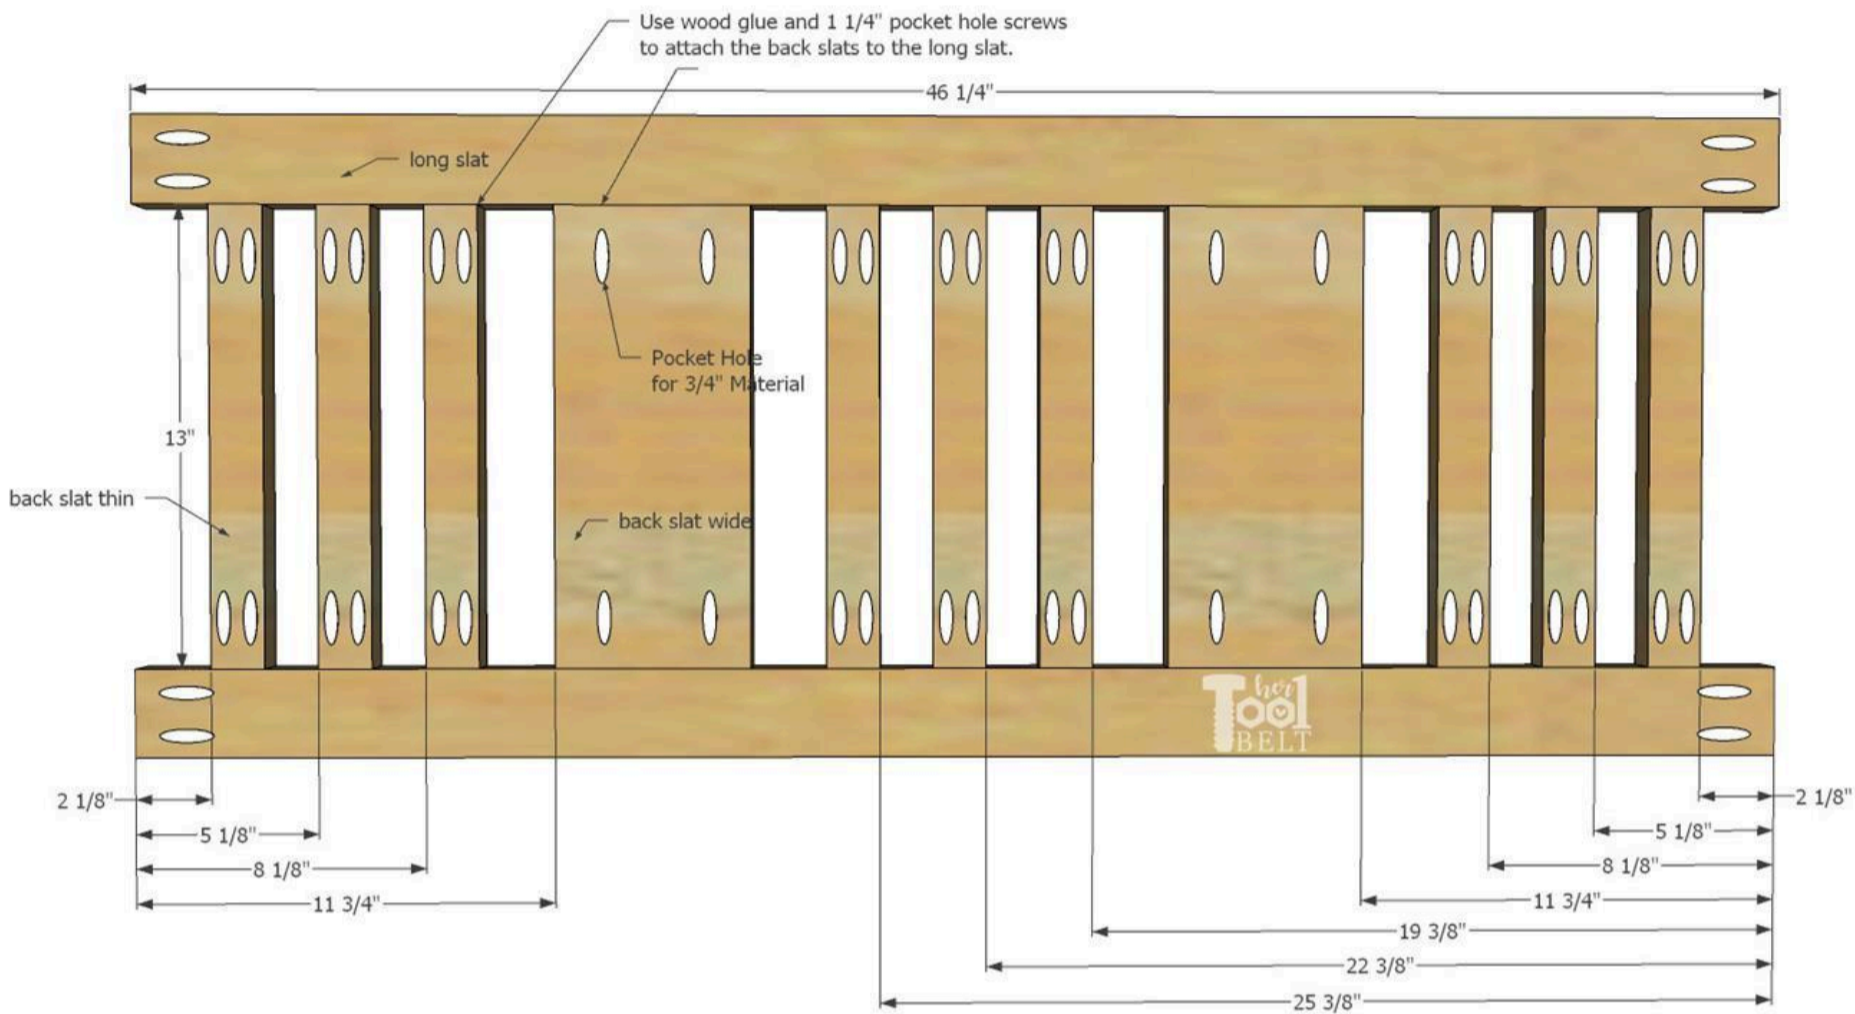 Use wood glue and 1 1/4" pocket hole screws
to attach the back slats to the long slat.
46 1/4"
long slat
Pocket Hole
for 3/4" Material
13"
back slat thin
back slat wide
her
Tool
BELT
2 1/8"
2 1/8"
5 1/8"
5 1/8"
8 1/8"
8 1/8"
11 3/4"
11 3/4"
19 3/8"
22 3/8"
25 3/8"